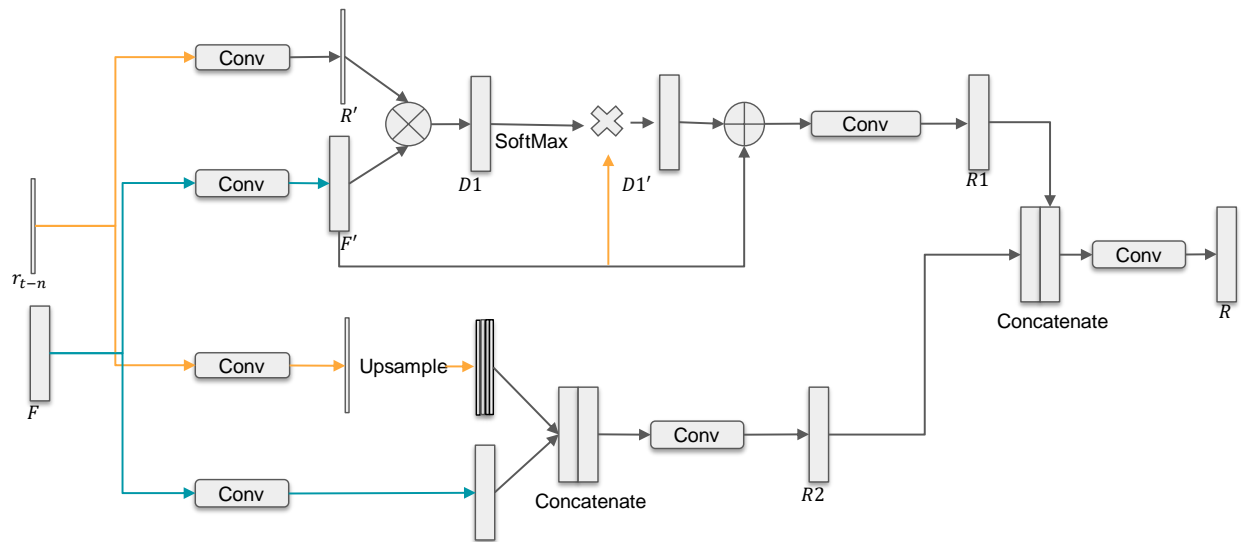 Conv
R'
SoftMax
Conv
D1
D1'
Conv
R1
F'
r_{t−n}
Conv
R
Concatenate
Conv
Upsample
F
Conv
R2
Conv
Concatenate